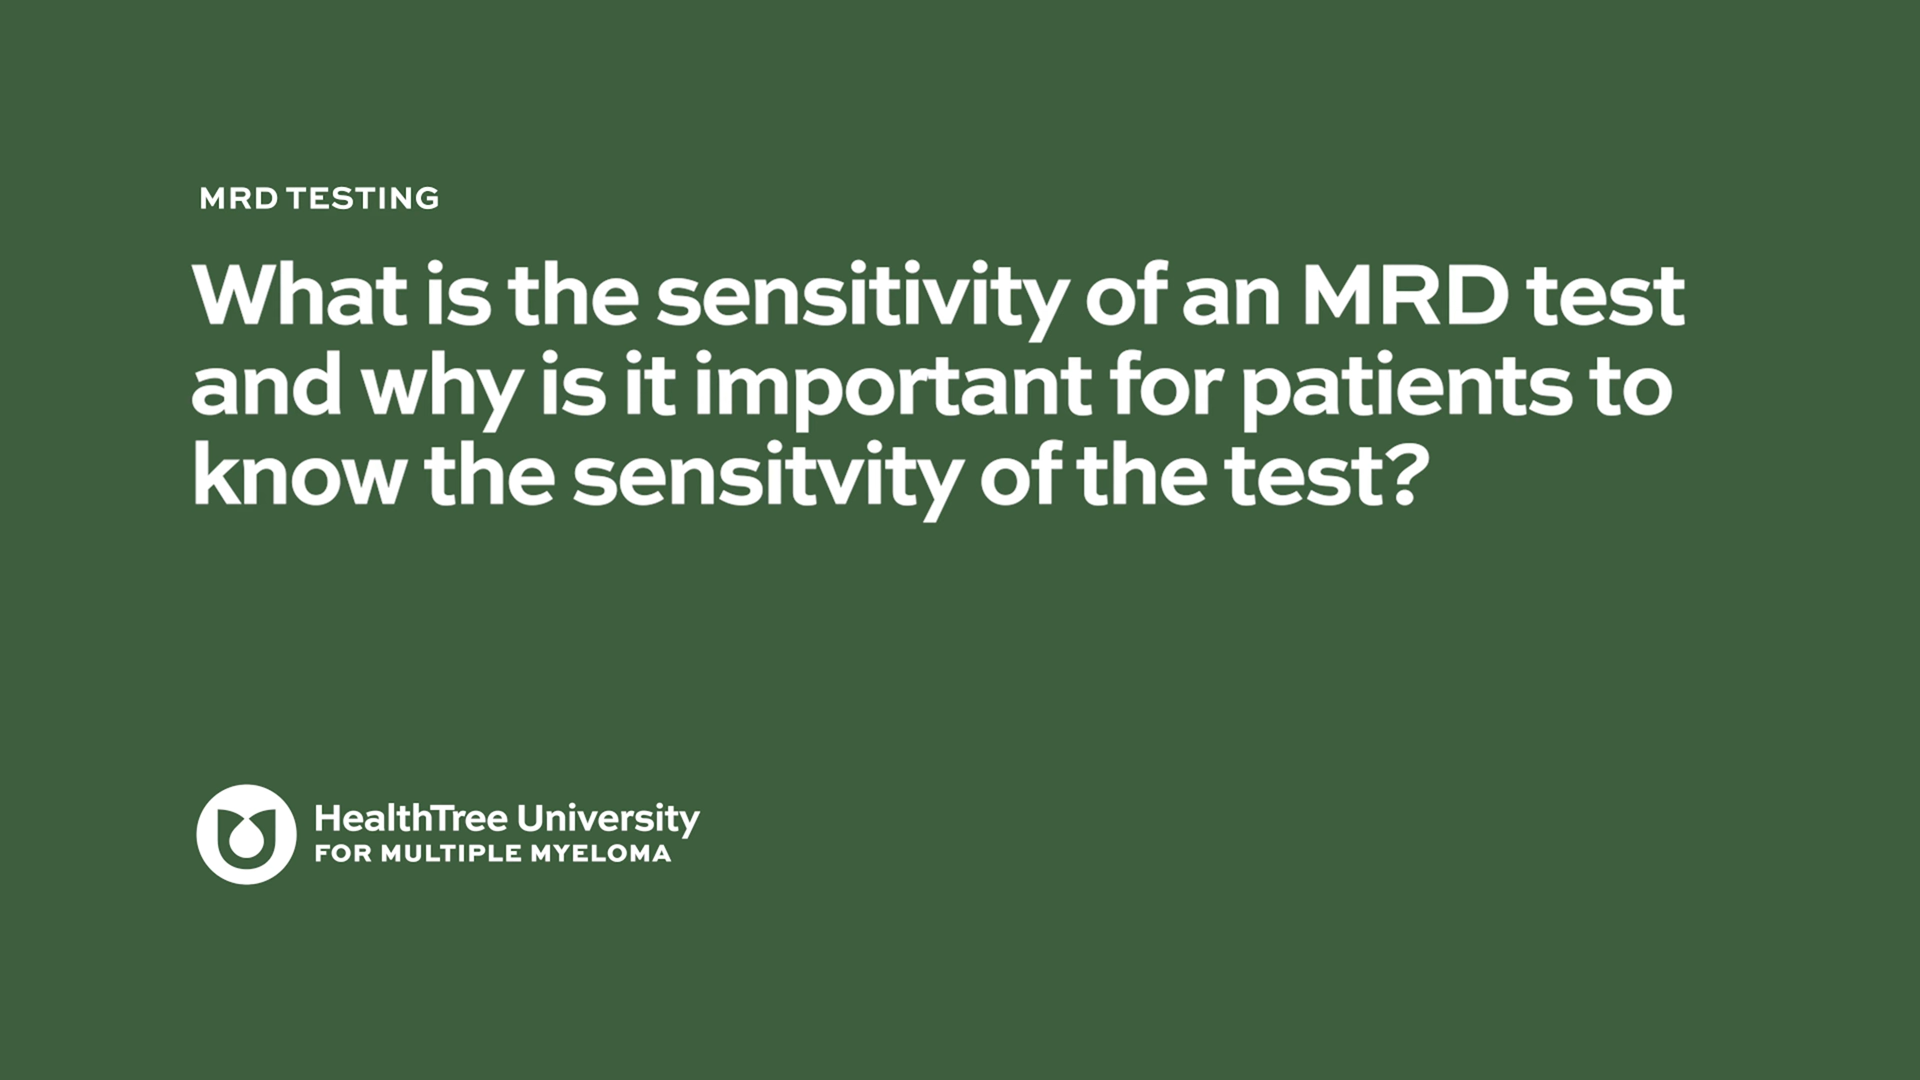 MRD TESTING
What is the sensitivity of an MRD test
and why is it important for patients to
know the sensitvity of the test?
HealthTree University
FOR MULTIPLE MYELOMA